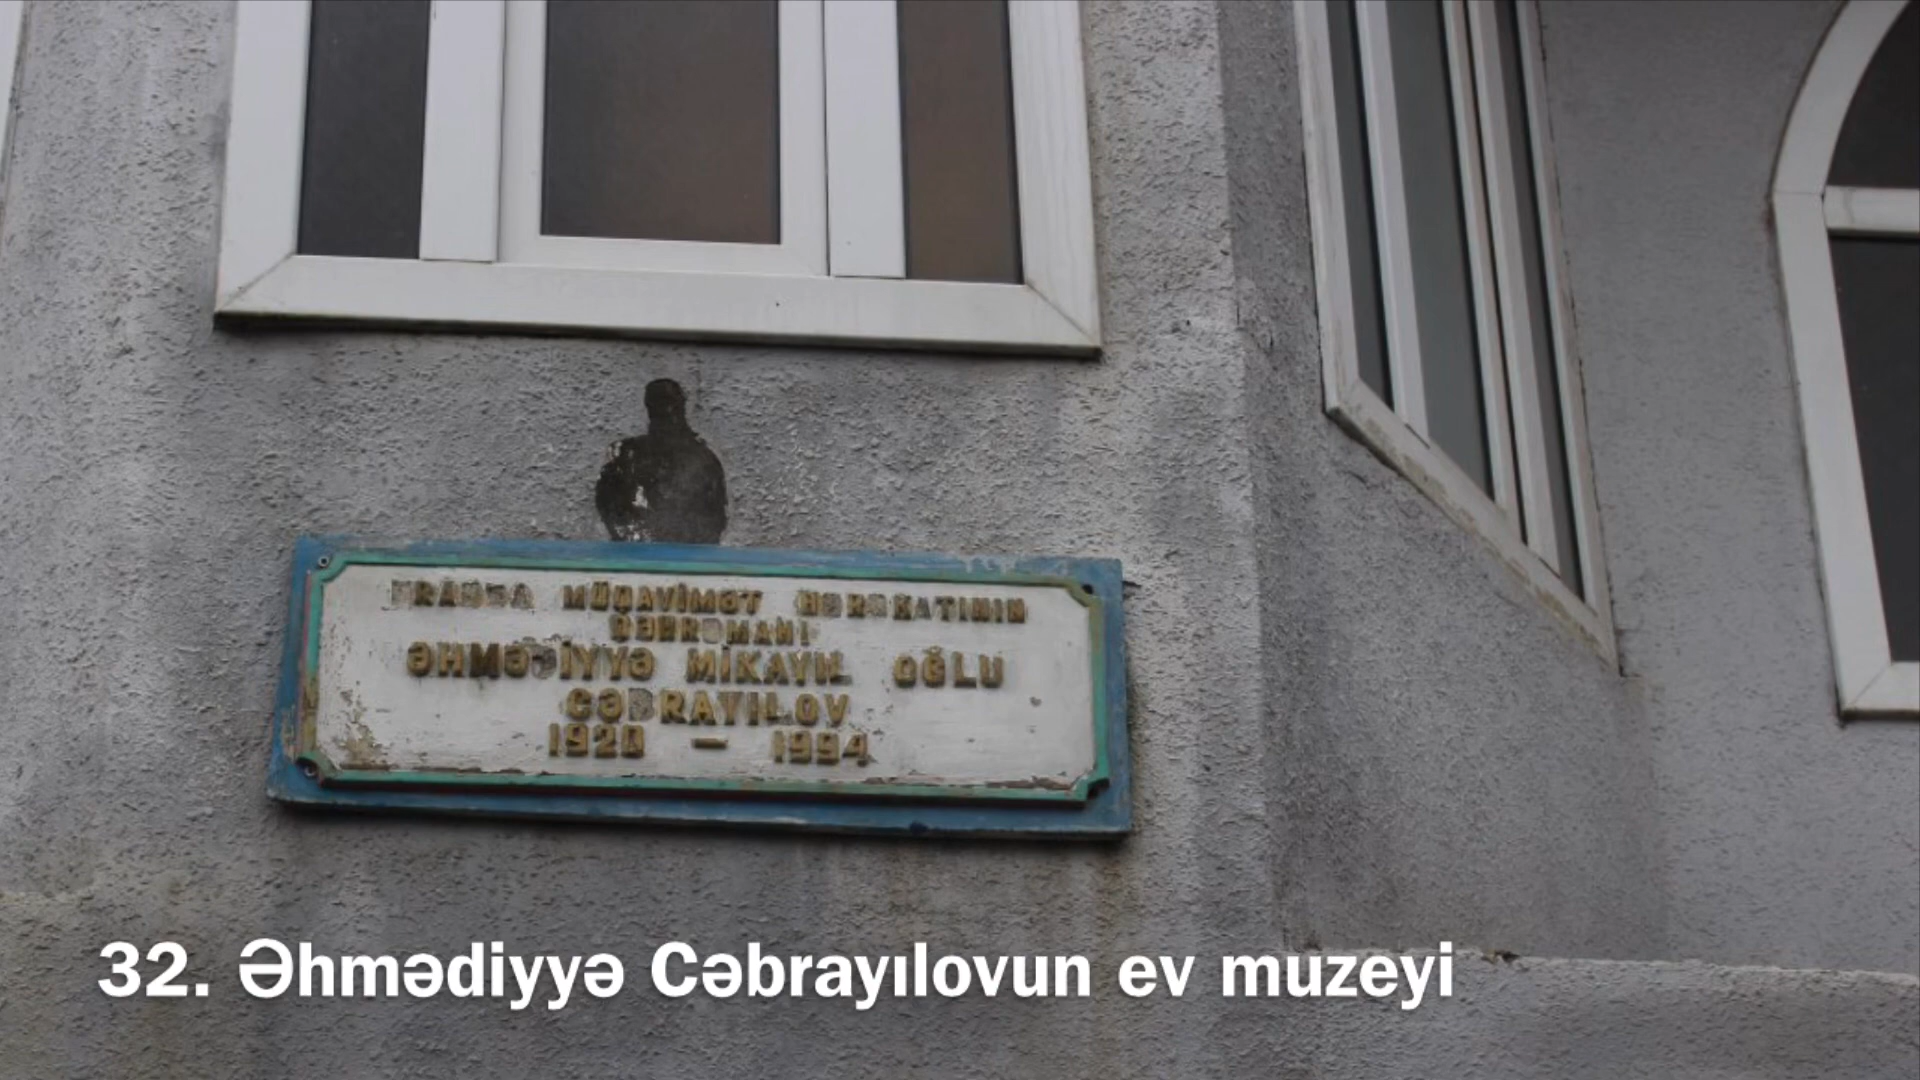 FRANSA MÜQAVİMƏT HƏRƏKATININ
QƏHRƏMANI
ƏHMƏDİYYƏ MİKAYIL OĞLU
CƏBRAYILOV
1920 – 1994
32. Əhmədiyyə Cəbrayılovun ev muzeyi